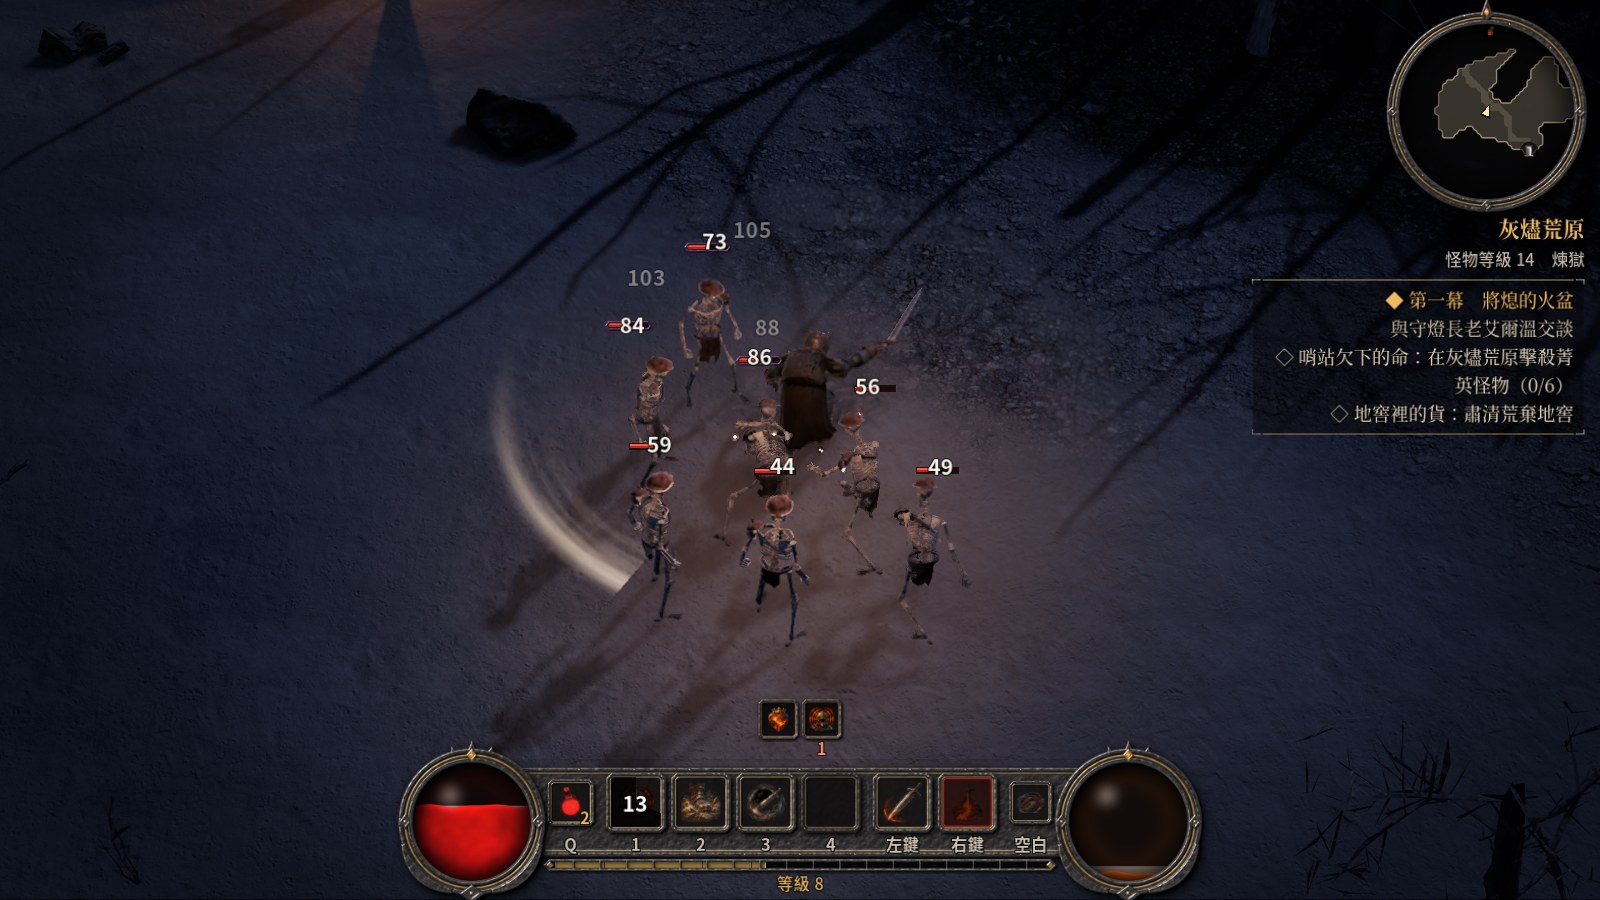 105
73
103
84
88
86
56
59
44
49
1
灰燼荒原
怪物等級 14 煉獄
第一幕 將熄的火盆
與守燈長老艾爾溫交談
哨站欠下的命：在灰燼荒原擊殺菁
英怪物（0/6）
地窖裡的貨：肅清荒棄地窖
1
2
13
Q
1
2
3
4
左鍵
右鍵
空白
等級 8